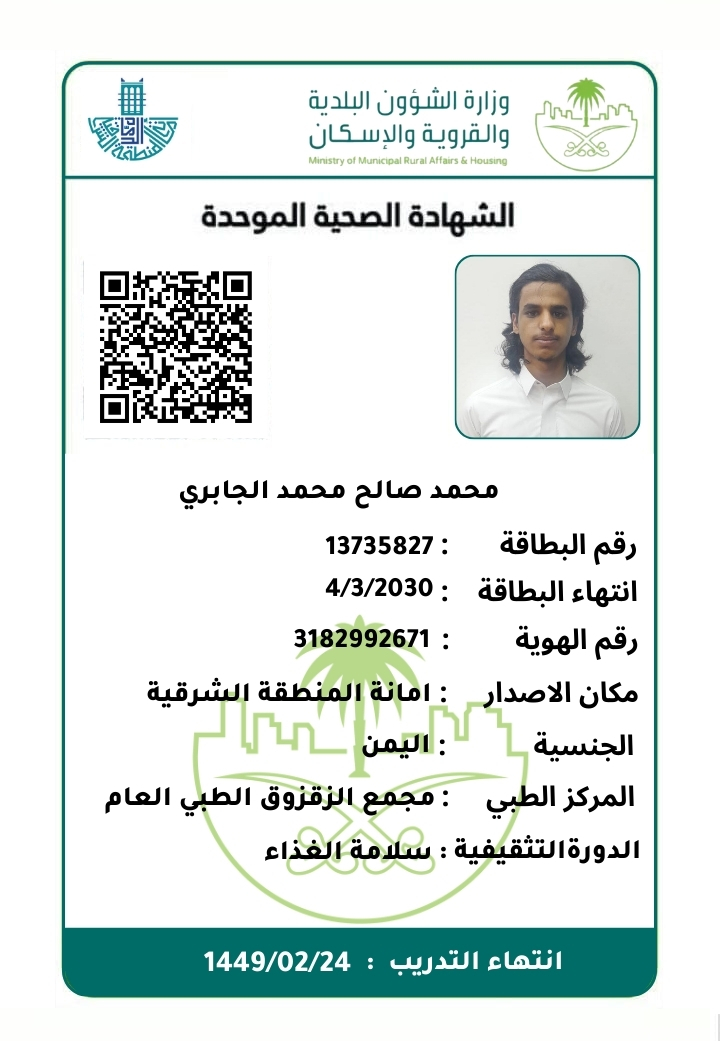 وزارة الشؤون البلدية
والقروية والإسكان
Ministry of Municipal Rural Affairs & Housing
الشهادة الصحية الموحدة
محمد صالح محمد الجابري
رقم البطاقة : 13735827
انتهاء البطاقة : 4/3/2030
رقم الهوية : 3182992671
مكان الاصدار : امانة المنطقة الشرقية
الجنسية : اليمن
المركز الطبي : مجمع الزقزوق الطبي العام
الدورةالتثقيفية : سلامة الغذاء
انتهاء التدريب : 1449/02/24